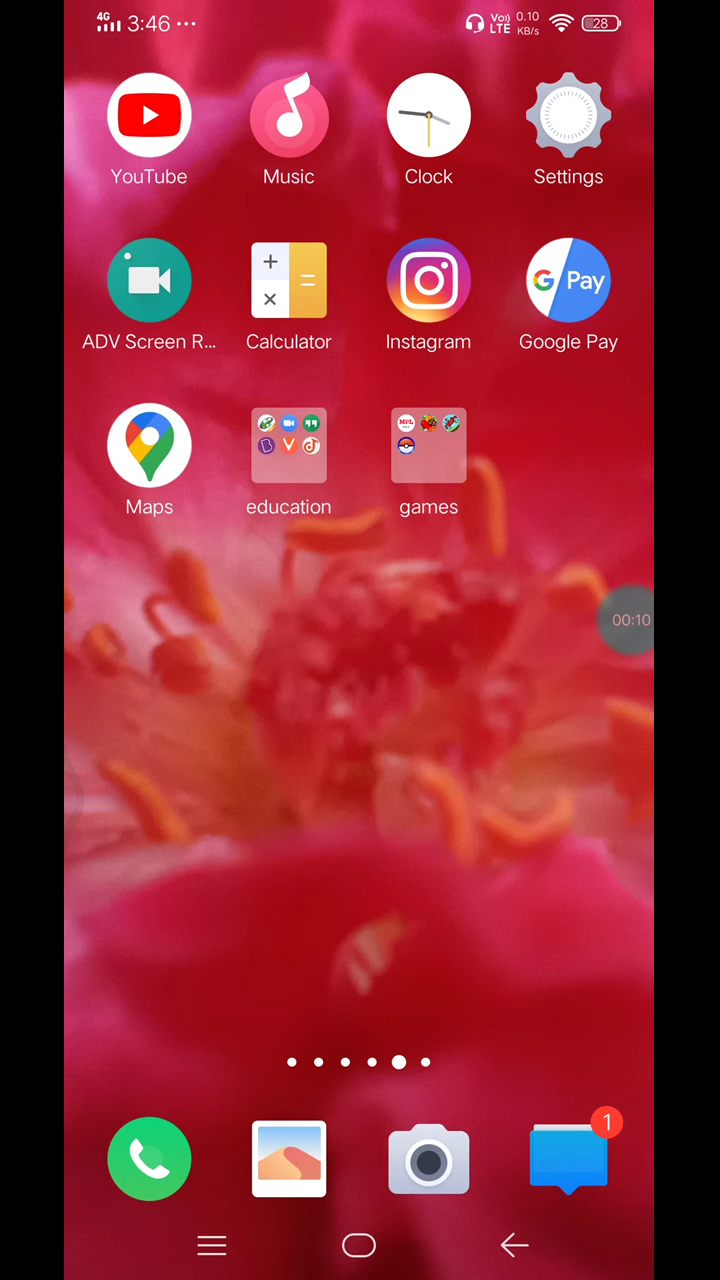 4G 3:46 ... Vo)) LTE 0.10 KB/s 28
YouTube Music Clock Settings
G Pay
ADV Screen R... Calculator Instagram Google Pay
MPL
Maps education games
00:10
1